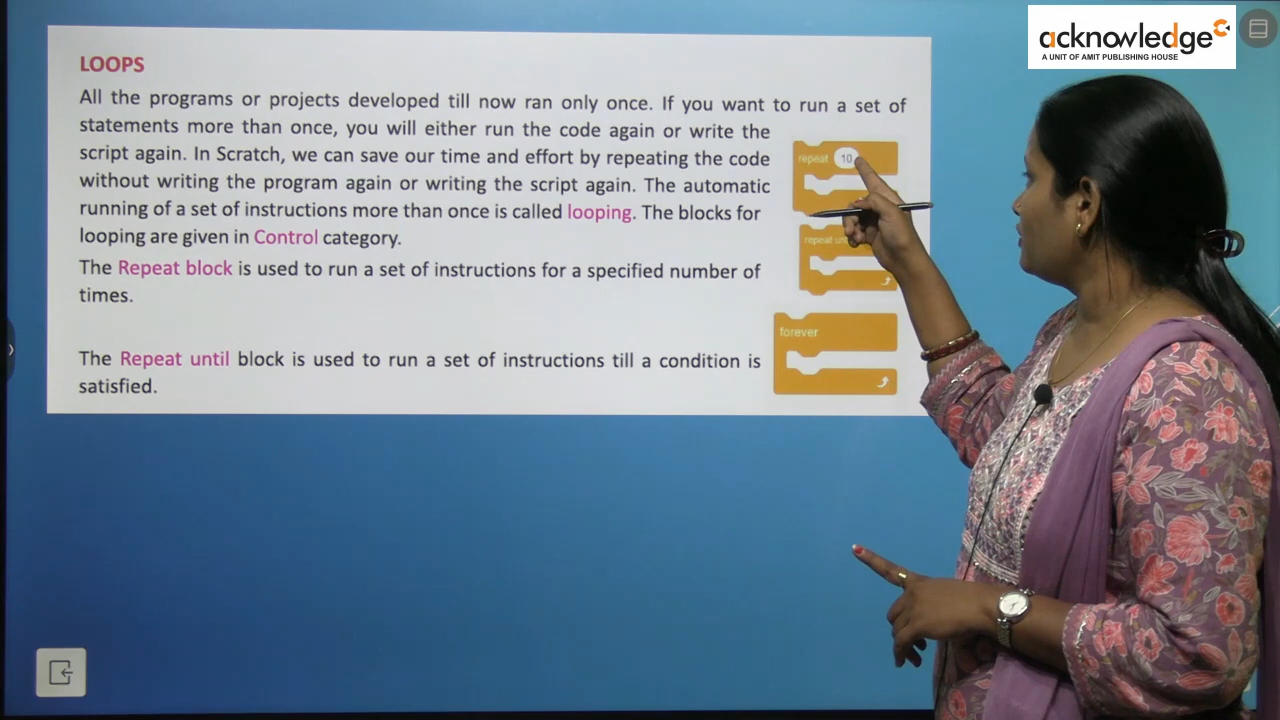 acknowledge
A UNIT OF AMIT PUBLISHING HOUSE
LOOPS
All the programs or projects developed till now ran only once. If you want to run a set of
statements more than once, you will either run the code again or write the
script again. In Scratch, we can save our time and effort by repeating the code
without writing the program again or writing the script again. The automatic
running of a set of instructions more than once is called looping. The blocks for
looping are given in Control category.
The Repeat block is used to run a set of instructions for a specified number of
times.
The Repeat until block is used to run a set of instructions till a condition is
satisfied.
repeat 10
repeat
forever